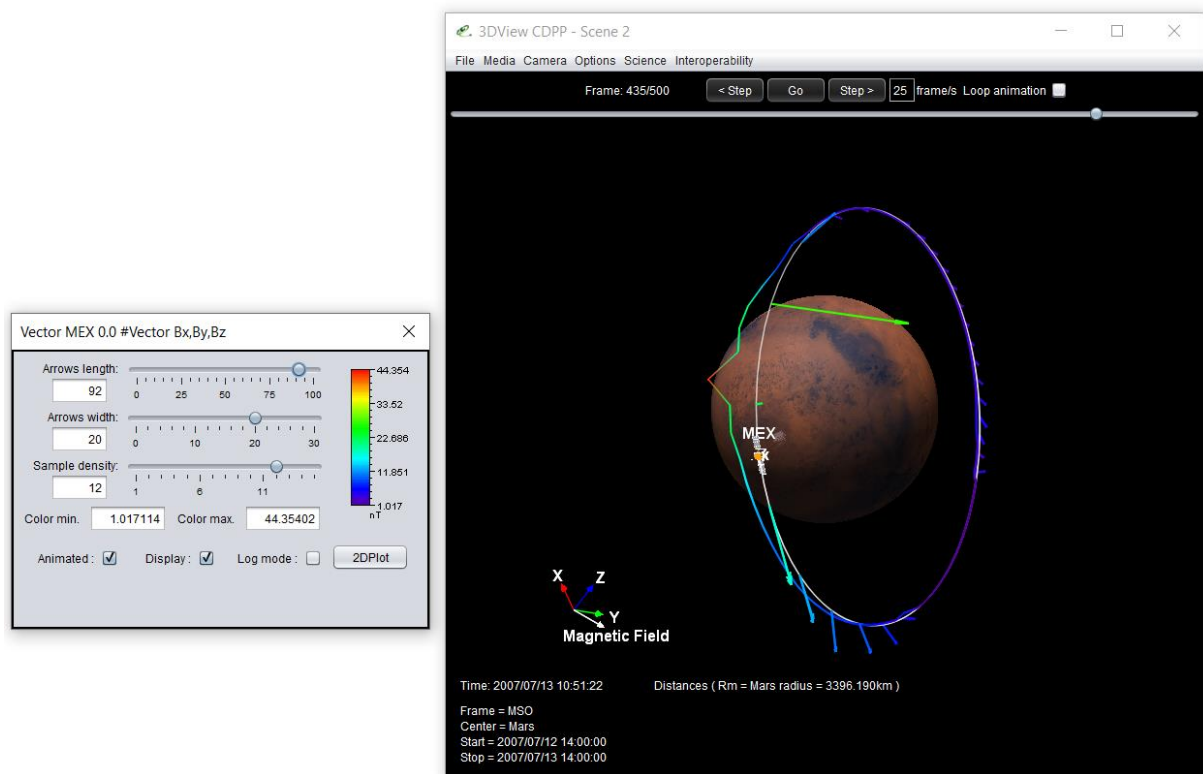 3DView CDPP - Scene 2
File Media Camera Options Science Interoperability
Frame: 435/500 < Step Go Step > 25 frame/s Loop animation
Vector MEX 0.0 #Vector Bx,By,Bz
Arrows length:
92
0 25 50 75 100
Arrows width:
20
0 10 20 30
Sample density:
12
1 6 11
44.354
33.52
22.686
11.851
1.017
nT
Color min. 1.017114 Color max. 44.35402
Animated : Display : Log mode : 2DPlot
MEX
X
Z
Y
Magnetic Field
Time: 2007/07/13 10:51:22 Distances ( Rm = Mars radius = 3396.190km )
Frame = MSO
Center = Mars
Start = 2007/07/12 14:00:00
Stop = 2007/07/13 14:00:00